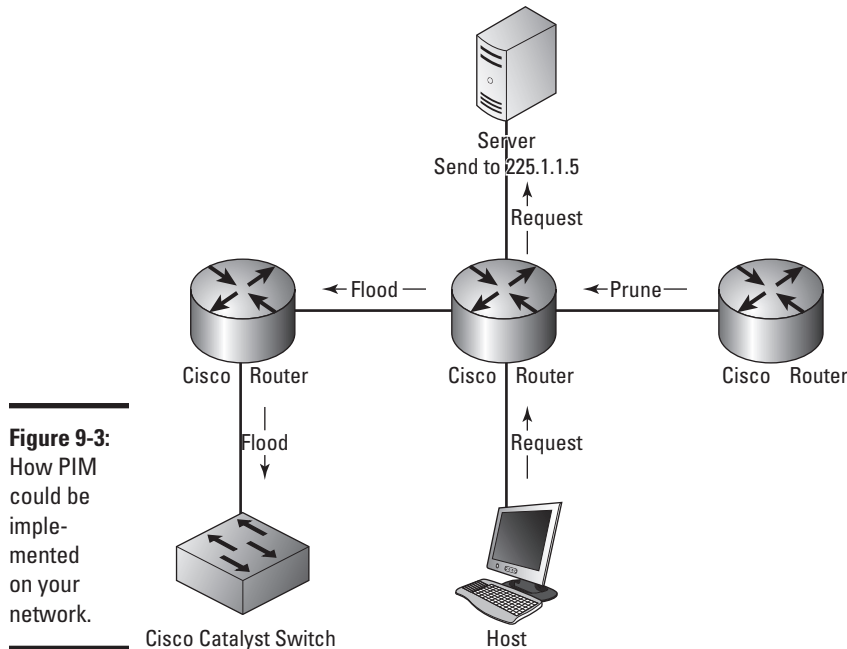 Server
Send to 225.1.1.5
Request
Flood
Prune
Cisco Router
Cisco Router
Cisco Router
Flood
Request
Figure 9-3:
How PIM
could be
imple-
mented
on your
network.
Cisco Catalyst Switch
Host